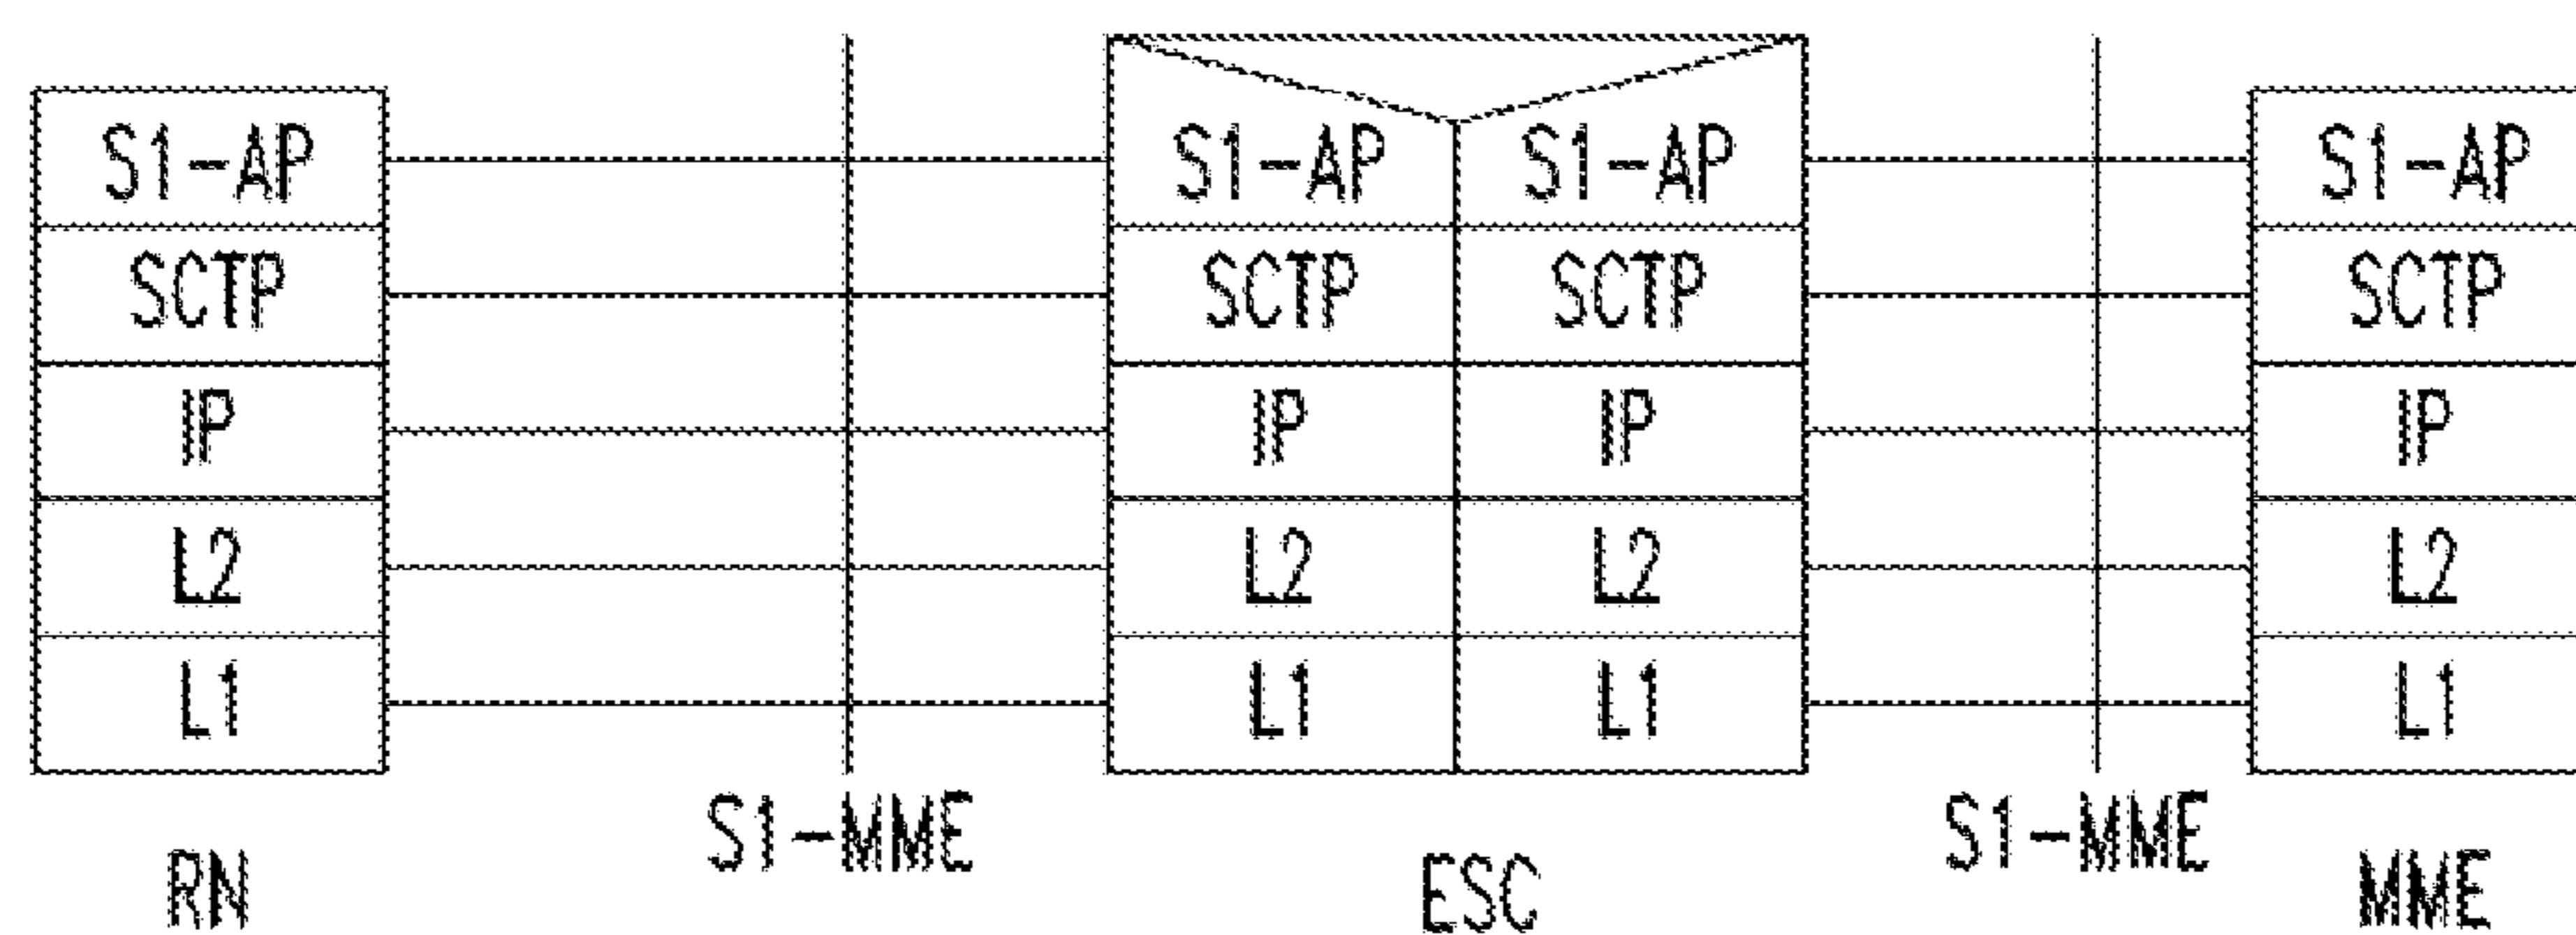 S1-AP S1-AP S1-AP S1-AP
SCTP SCTP SCTP SCTP
IP IP IP IP
L2 L2 L2 L2
L1 L1 L1 L1
S1-MME S1-MME
RN ESC MME